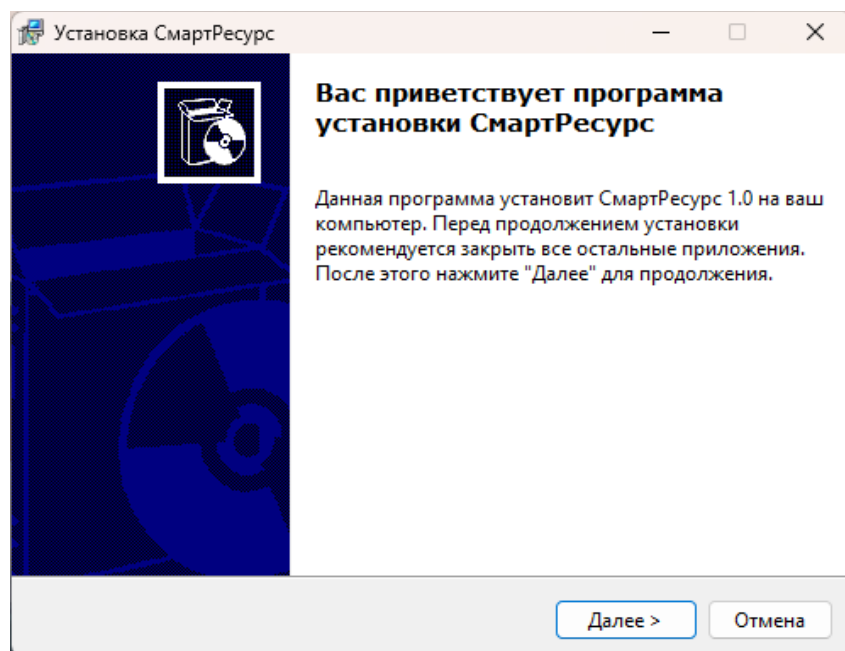 Установка СмартРесурс
Вас приветствует программа
установки СмартРесурс
Данная программа установит СмартРесурс 1.0 на ваш
компьютер. Перед продолжением установки
рекомендуется закрыть все остальные приложения.
После этого нажмите "Далее" для продолжения.
Далее >
Отмена